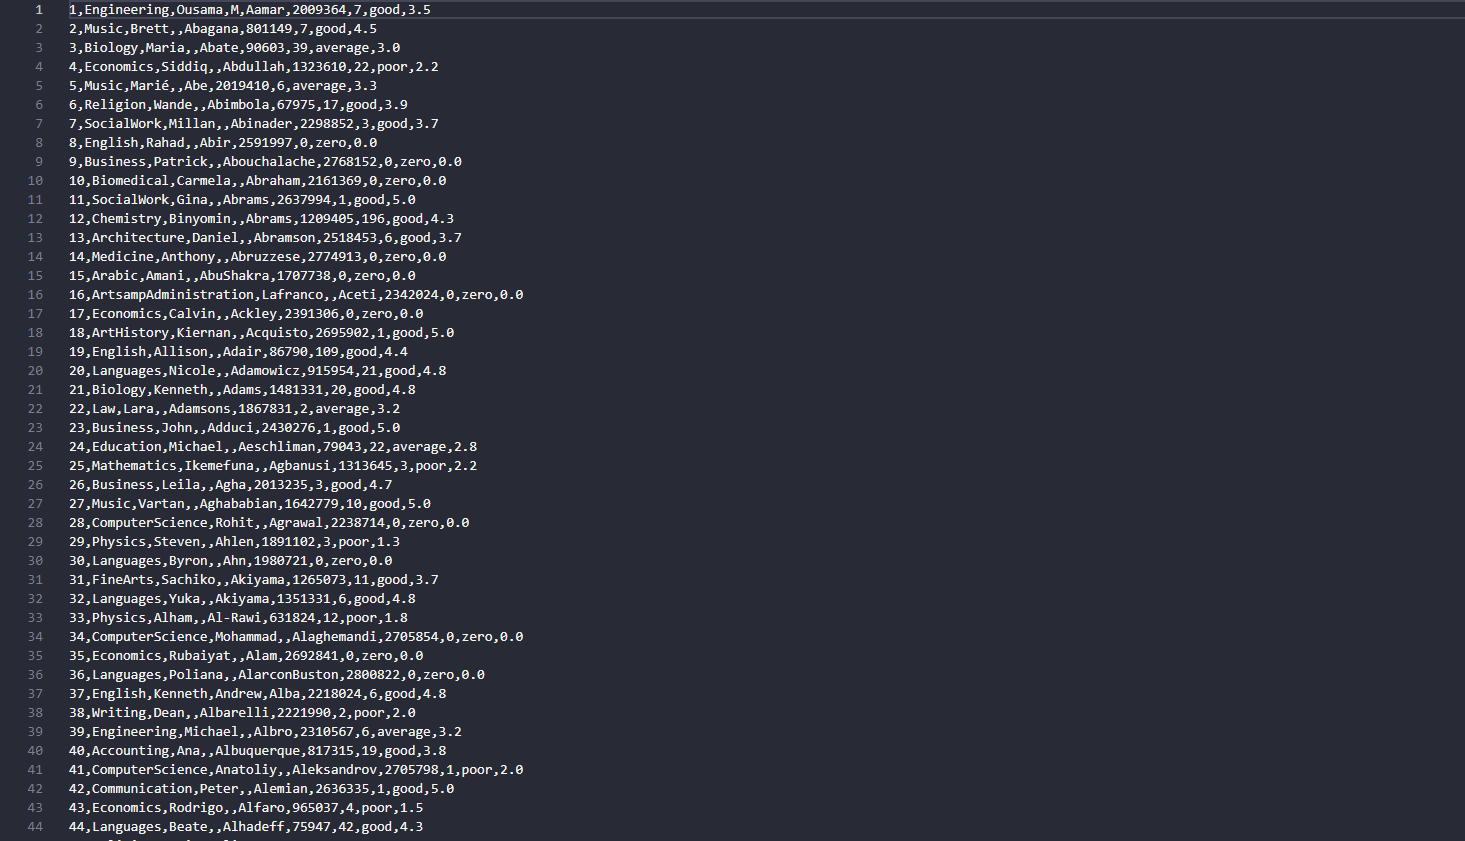 1 1,Engineering,Ousama,M,Aamar,2009364,7,good,3.5
2 2,Music,Brett,,Abagana,801149,7,good,4.5
3 3,Biology,Maria,,Abate,90603,39,average,3.0
4 4,Economics,Siddiq,,Abdullah,1323610,22,poor,2.2
5 5,Music,Marié,,Abe,2019410,6,average,3.3
6 6,Religion,Wande,,Abimbola,67975,17,good,3.9
7 7,SocialWork,Millan,,Abinader,2298852,3,good,3.7
8 8,English,Rahad,,Abir,2591997,0,zero,0.0
9 9,Business,Patrick,,Abouchalache,2768152,0,zero,0.0
10 10,Biomedical,Carmela,,Abraham,2161369,0,zero,0.0
11 11,SocialWork,Gina,,Abrams,2637994,1,good,5.0
12 12,Chemistry,Binyomin,,Abrams,1209405,196,good,4.3
13 13,Architecture,Daniel,,Abramson,2518453,6,good,3.7
14 14,Medicine,Anthony,,Abruzzese,2774913,0,zero,0.0
15 15,Arabic,Amani,,AbuShakra,1707738,0,zero,0.0
16 16,ArtsampAdministration,Lafranco,,Aceti,2342024,0,zero,0.0
17 17,Economics,Calvin,,Ackley,2391306,0,zero,0.0
18 18,ArtHistory,Kiernan,,Acquisto,2695902,1,good,5.0
19 19,English,Allison,,Adair,86790,109,good,4.4
20 20,Languages,Nicole,,Adamowicz,915954,21,good,4.8
21 21,Biology,Kenneth,,Adams,1481331,20,good,4.8
22 22,Law,Lara,,Adamsons,1867831,2,average,3.2
23 23,Business,John,,Adduci,2430276,1,good,5.0
24 24,Education,Michael,,Aeschliman,79043,22,average,2.8
25 25,Mathematics,Ikemefuna,,Agbanusi,1313645,3,poor,2.2
26 26,Business,Leila,,Agha,2013235,3,good,4.7
27 27,Music,Vartan,,Aghababian,1642779,10,good,5.0
28 28,ComputerScience,Rohit,,Agrawal,2238714,0,zero,0.0
29 29,Physics,Steven,,Ahlen,1891102,3,poor,1.3
30 30,Languages,Byron,,Ahn,1980721,0,zero,0.0
31 31,FineArts,Sachiko,,Akiyama,1265073,11,good,3.7
32 32,Languages,Yuka,,Akiyama,1351331,6,good,4.8
33 33,Physics,Alham,,Al-Rawi,631824,12,poor,1.8
34 34,ComputerScience,Mohammad,,Alaghemandi,2705854,0,zero,0.0
35 35,Economics,Rubaiyat,,Alam,2692841,0,zero,0.0
36 36,Languages,Poliana,,AlarconBuston,2800822,0,zero,0.0
37 37,English,Kenneth,Andrew,Alba,2218024,6,good,4.8
38 38,Writing,Dean,,Albarelli,2221990,2,poor,2.0
39 39,Engineering,Michael,,Albro,2310567,6,average,3.2
40 40,Accounting,Ana,,Albuquerque,817315,19,good,3.8
41 41,ComputerScience,Anatoliy,,Aleksandrov,2705798,1,poor,2.0
42 42,Communication,Peter,,Alemian,2636335,1,good,5.0
43 43,Economics,Rodrigo,,Alfaro,965037,4,poor,1.5
44 44,Languages,Beate,,Alhadeff,75947,42,good,4.3